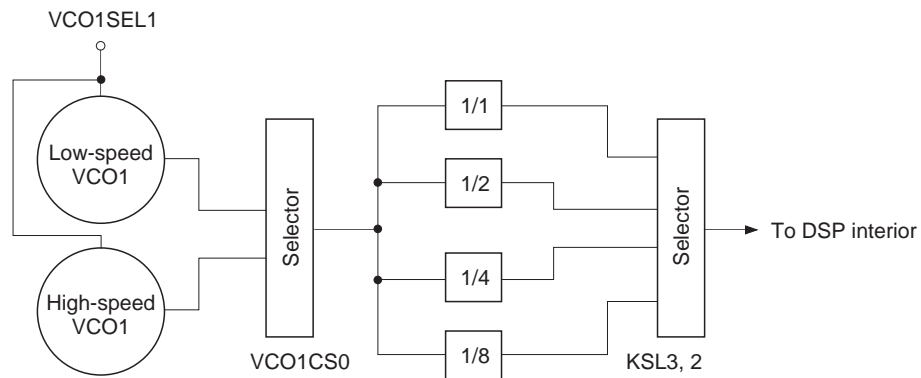 VCO1SEL1
Low-speed
VCO1
High-speed
VCO1
Selector
VCO1CS0
1/1
1/2
1/4
1/8
Selector
KSL3, 2
To DSP interior